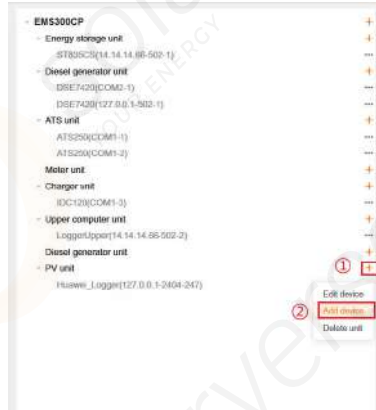 EMS300CP
Energy storage unit
ST835CS(14.14.14.66-502-1)
Diesel generator unit
DSE7420(COM2-1)
DSE7420(127.0.0.1-502-1)
ATS unit
ATS250(COM1-1)
ATS250(COM1-2)
Meter unit
Charger unit
IDC120(COM1-3)
Upper computer unit
LoggerUpper(14.14.14.66-502-2)
Diesel generator unit
PV unit
①
Huawei_Logger(127.0.0.1-2404-247)
Edit device
② Add device
Delete unit